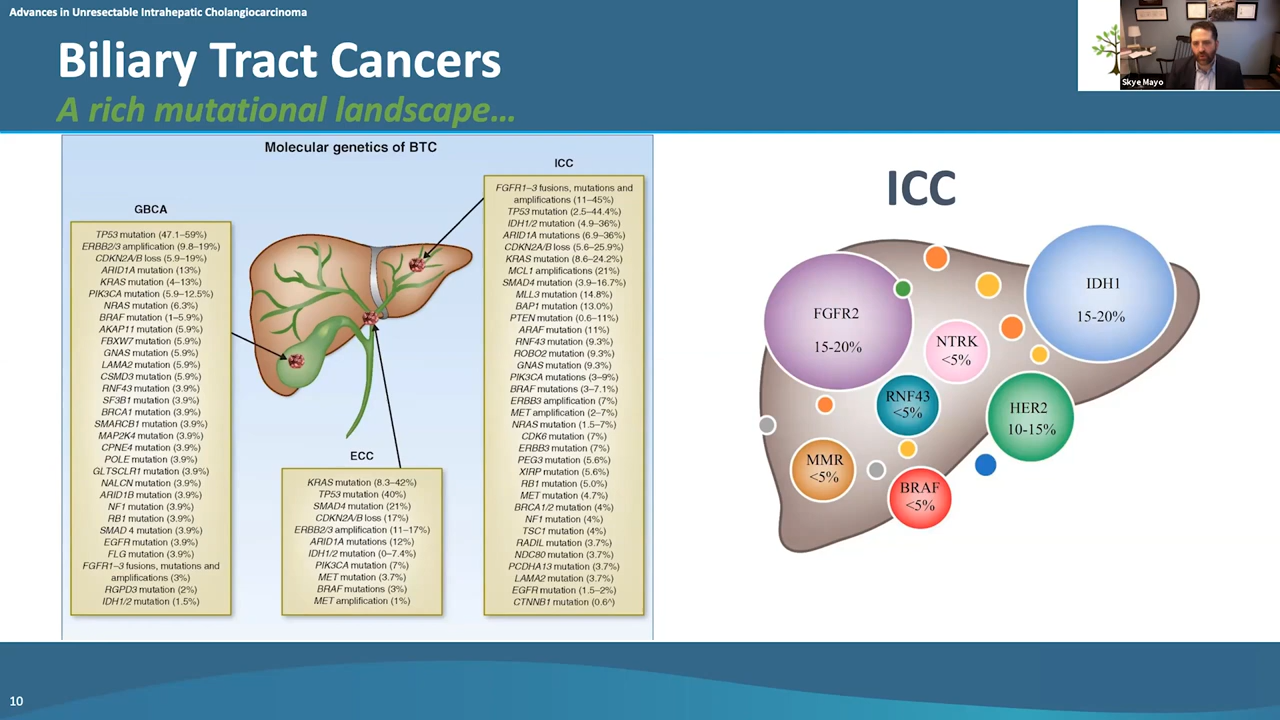 Advances in Unresectable Intrahepatic Cholangiocarcinoma
Biliary Tract Cancers
A rich mutational landscape…
Skye Mayo
Molecular genetics of BTC
GBCA
TP53 mutation (47.1–59%)
ERBB2/3 amplification (9.8–19%)
CDKN2A/B loss (5.9–19%)
ARID1A mutation (13%)
KRAS mutation (4–13%)
PIK3CA mutation (5.9–12.5%)
NRAS mutation (6.3%)
BRAF mutation (1–5.9%)
AKAP11 mutation (5.9%)
FBXW7 mutation (5.9%)
GNAS mutation (5.9%)
LAMA2 mutation (5.9%)
CSMD3 mutation (5.9%)
RNF43 mutation (3.9%)
SF3B1 mutation (3.9%)
BRCA1 mutation (3.9%)
SMARCB1 mutation (3.9%)
MAP2K4 mutation (3.9%)
CPNE4 mutation (3.9%)
POLE mutation (3.9%)
GLTSCLR1 mutation (3.9%)
NALCN mutation (3.9%)
ARID1B mutation (3.9%)
NF1 mutation (3.9%)
RB1 mutation (3.9%)
SMAD 4 mutation (3.9%)
EGFR mutation (3.9%)
FLG mutation (3.9%)
FGFR1–3 fusions, mutations and
amplifications (3%)
RGPD3 mutation (2%)
IDH1/2 mutation (1.5%)
ECC
KRAS mutation (8.3–42%)
TP53 mutation (40%)
SMAD4 mutation (21%)
CDKN2A/B loss (17%)
ERBB2/3 amplification (11–17%)
ARID1A mutations (12%)
IDH1/2 mutation (0–7.4%)
PIK3CA mutation (7%)
MET mutation (3.7%)
BRAF mutations (3%)
MET amplification (1%)
ICC
FGFR1–3 fusions, mutations and
amplifications (11–45%)
TP53 mutation (2.5–44.4%)
IDH1/2 mutation (4.9–36%)
ARID1A mutations (6.9–36%)
CDKN2A/B loss (5.6–25.9%)
KRAS mutation (8.6–24.2%)
MCL1 amplifications (21%)
SMAD4 mutation (3.9–16.7%)
MLL3 mutation (14.8%)
BAP1 mutation (13.0%)
PTEN mutation (0.6–11%)
ARAF mutation (11%)
RNF43 mutation (9.3%)
ROBO2 mutation (9.3%)
GNAS mutation (9.3%)
PIK3CA mutations (3–9%)
BRAF mutations (3–7.1%)
ERBB3 amplification (7%)
MET amplification (2–7%)
NRAS mutation (1.5–7%)
CDK6 mutation (7%)
ERBB3 mutation (7%)
PEG3 mutation (5.6%)
XIRP mutation (5.6%)
RB1 mutation (5.0%)
MET mutation (4.7%)
BRCA1/2 mutation (4%)
NF1 mutation (4%)
TSC1 mutation (4%)
RADIL mutation (3.7%)
NDC80 mutation (3.7%)
PCDHA13 mutation (3.7%)
LAMA2 mutation (3.7%)
EGFR mutation (1.5–2%)
CTNNB1 mutation (0.6^)
ICC
FGFR2
15-20%
IDH1
15-20%
NTRK
<5%
RNF43
<5%
HER2
10-15%
MMR
<5%
BRAF
<5%
10